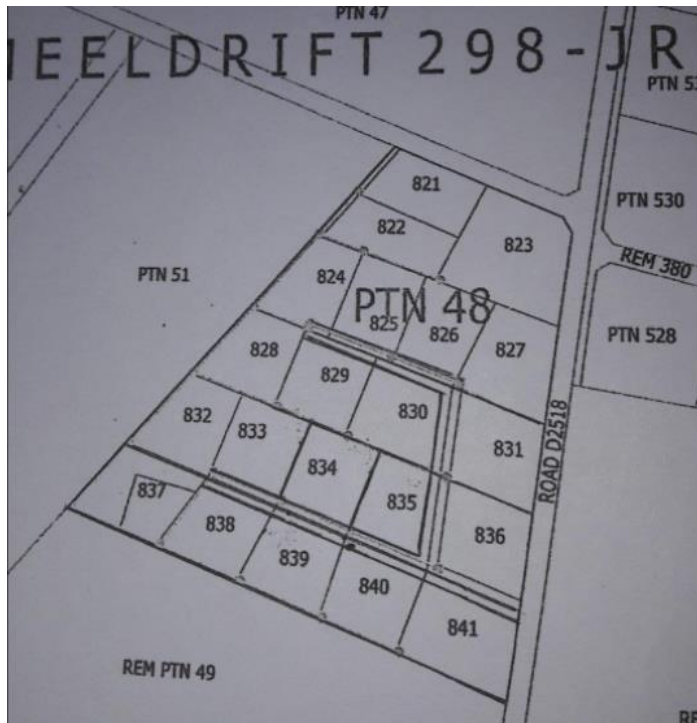 PTN 47
EELDRIFT 298-JR
PTN 53
821
822
823
PTN 530
REM 380
PTN 51
824
PTN 48
825
826
827
PTN 528
828
829
830
831
ROAD D2518
832
833
834
835
836
837
838
839
840
841
REM PTN 49